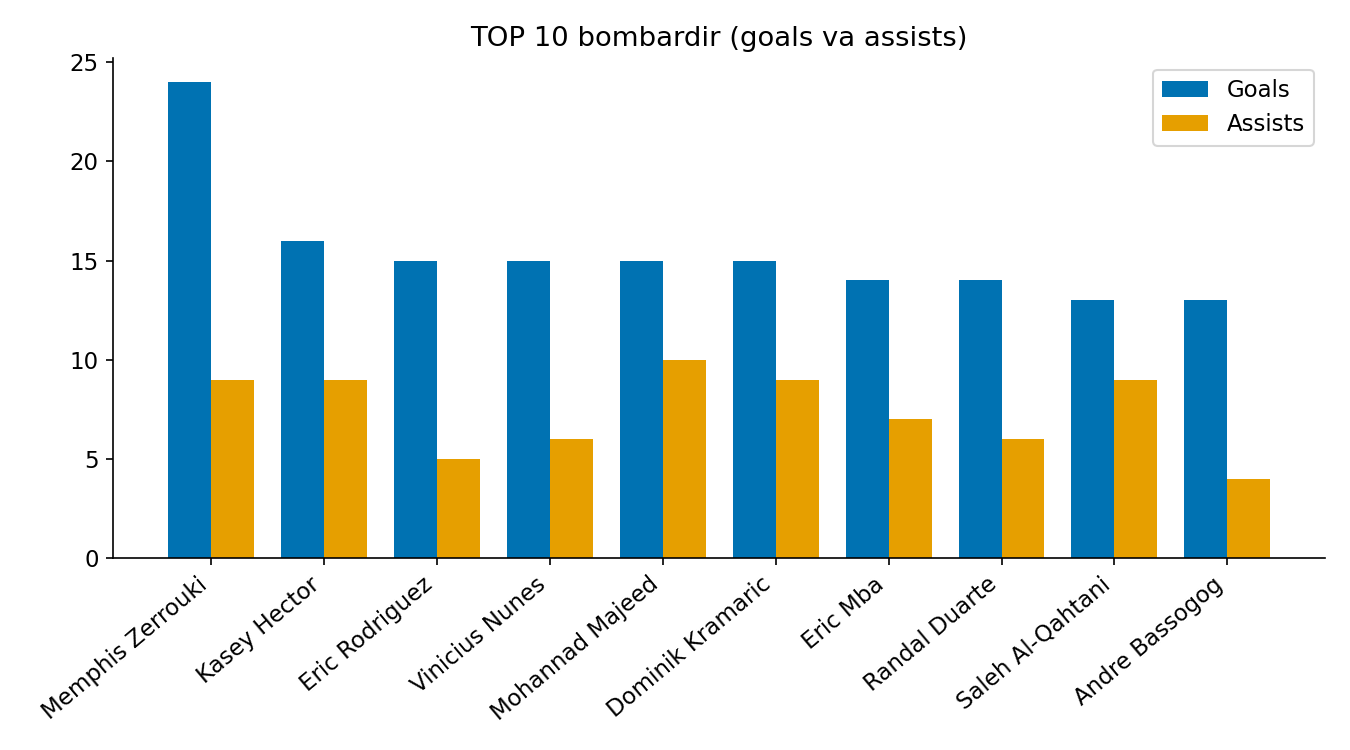 TOP 10 bombardir (goals va assists)
Goals
Assists
25
20
15
10
5
0
Memphis Zerrouki
Kasey Hector
Eric Rodriguez
Vinicius Nunes
Mohannad Majeed
Dominik Kramaric
Eric Mba
Randal Duarte
Saleh Al-Qahtani
Andre Bassogog